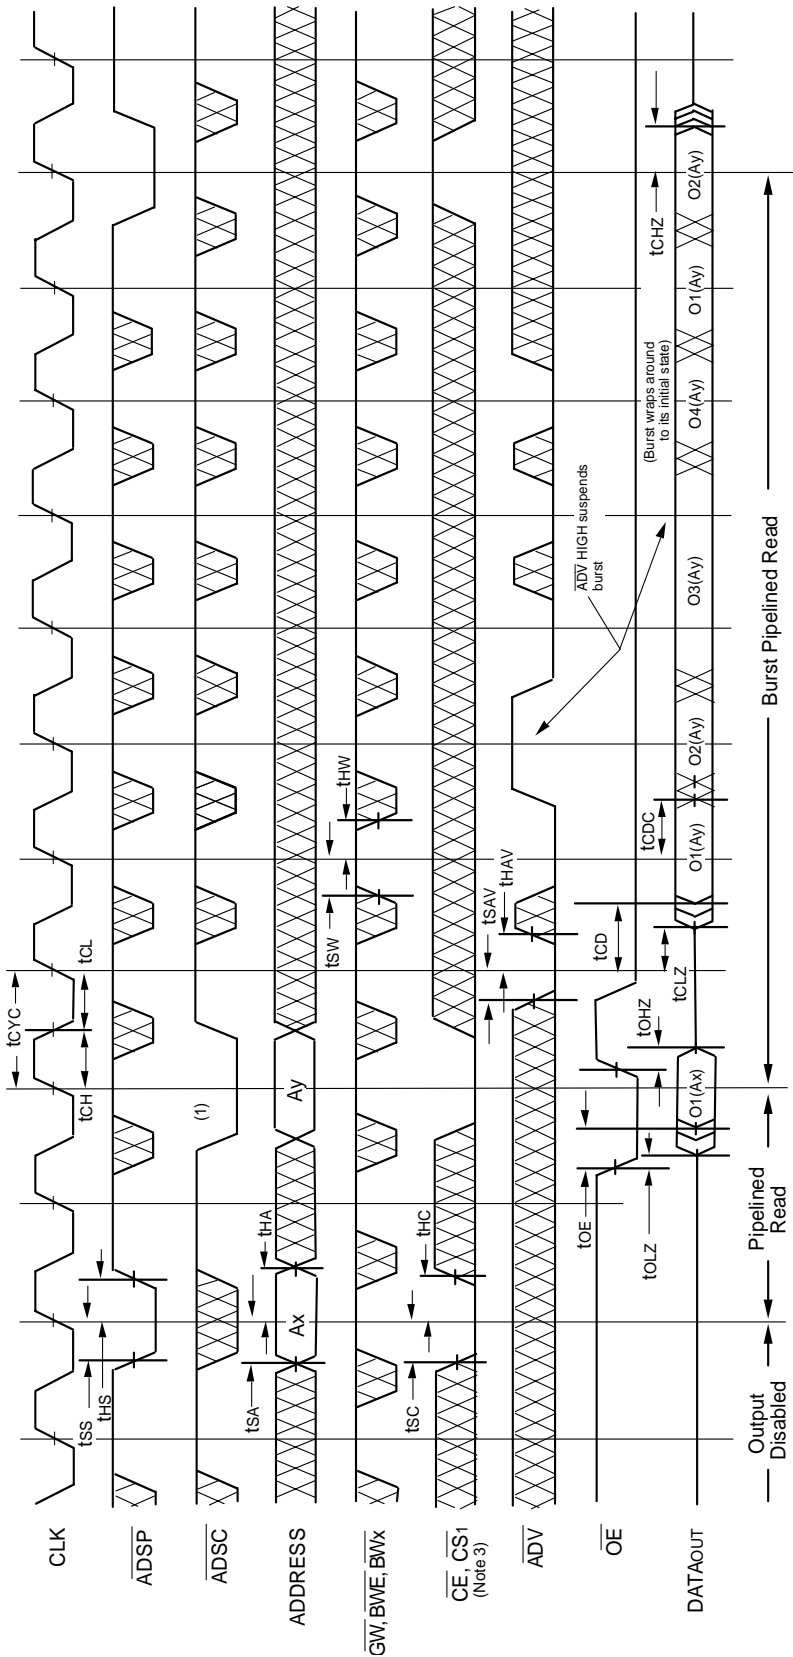 CLK
tCYC
tCH
tCL
tSS
tHS
ADSP
ADSC
(1)
ADDRESS
tSA
tHA
Ax
Ay
GW, BWE, BWx
tSW
tHW
CE, CS1
(Note 3)
tSC
tHC
ADV
tSAV
tHAV
ADV HIGH suspends
burst
OE
tOE
tOHZ
tCD
tOLZ
tCLZ
tCDC
(Burst wraps around
to its initial state)
tCHZ
DATAOUT
O1(Ax)
O1(Ay)
O2(Ay)
O3(Ay)
O4(Ay)
O1(Ay)
O2(Ay)
Output
Disabled
Pipelined
Read
Burst Pipelined Read